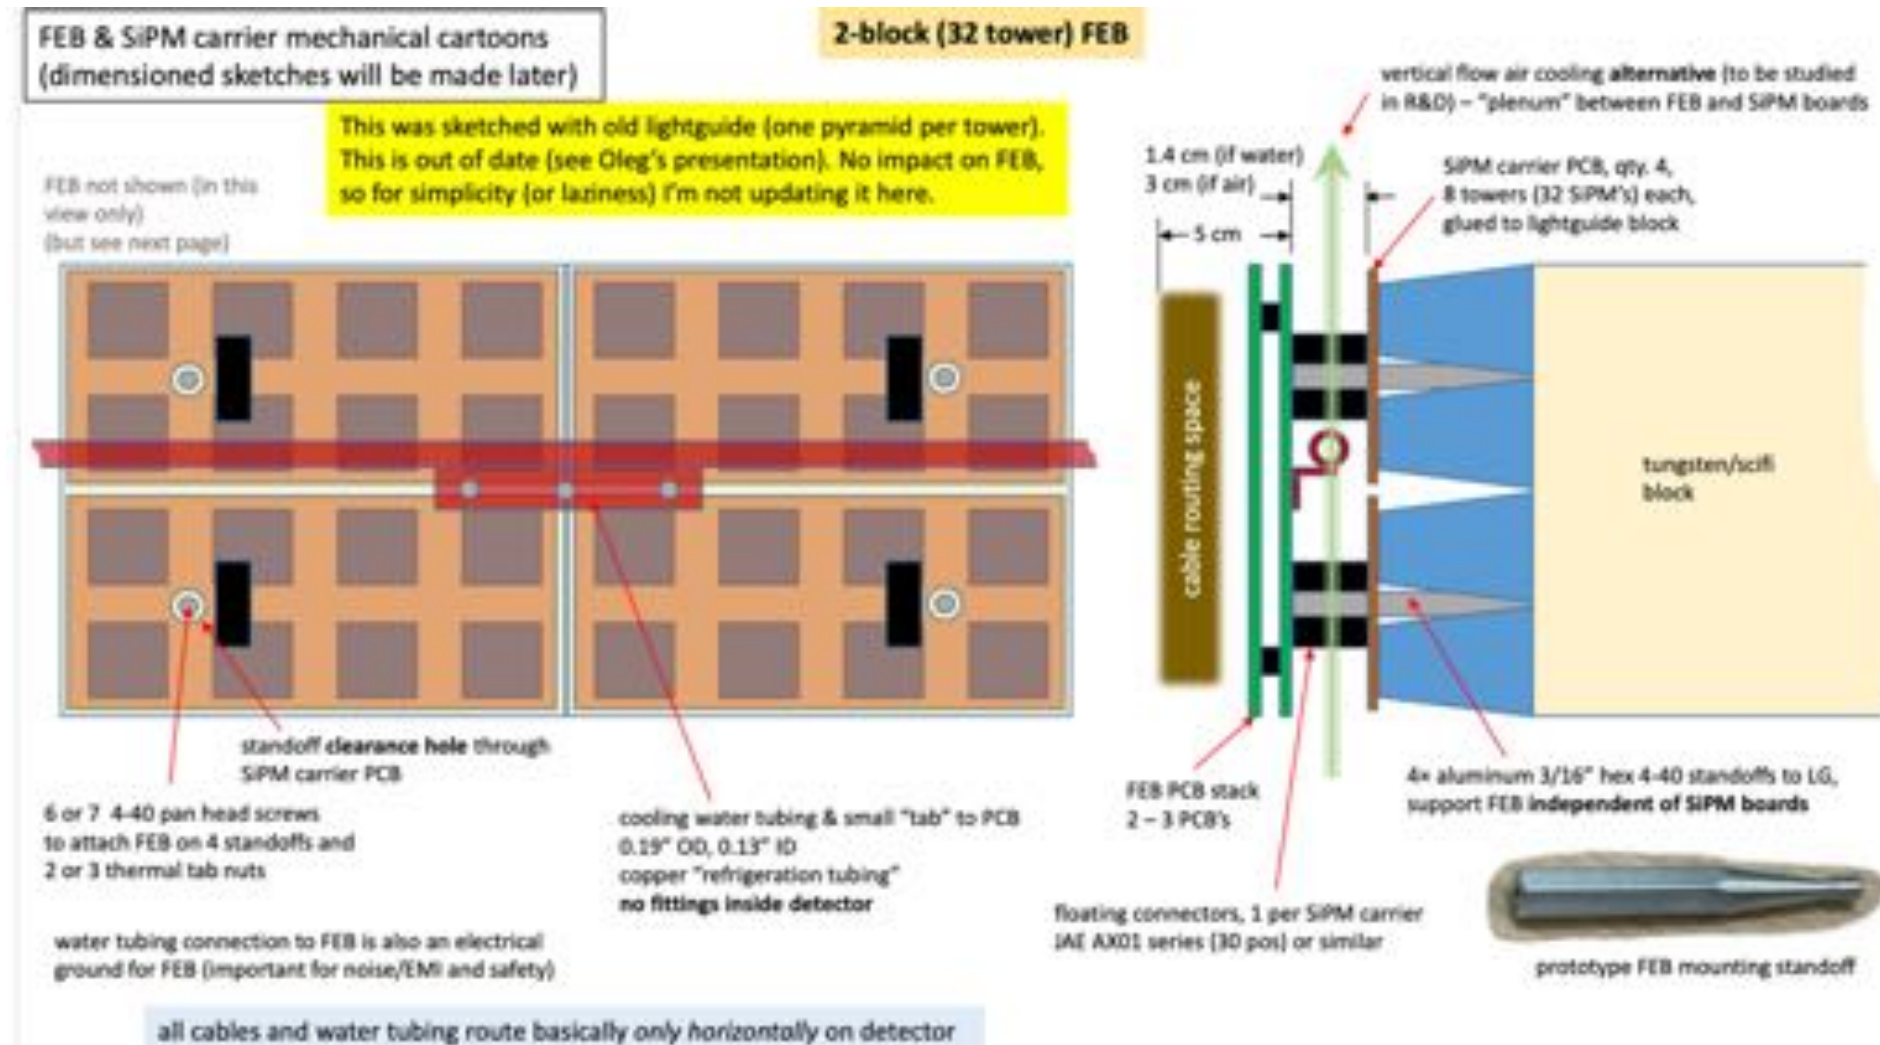 FEB & SiPM carrier mechanical cartoons
(dimensioned sketches will be made later)
2-block (32 tower) FEB
This was sketched with old lightguide (one pyramid per tower).
This is out of date (see Oleg's presentation). No impact on FEB,
so for simplicity (or laziness) I'm not updating it here.
FEB not shown (in this
view only)
(but see next page)
vertical flow air cooling alternative (to be studied
in R&D) – "plenum" between FEB and SiPM boards
1.4 cm (if water)
3 cm (if air)
5 cm
SiPM carrier PCB, qty. 4,
8 towers (32 SiPM's) each,
glued to lightguide block
cable routing space
tungsten/scifi
block
standoff clearance hole through
SiPM carrier PCB
6 or 7 4-40 pan head screws
to attach FEB on 4 standoffs and
2 or 3 thermal tab nuts
cooling water tubing & small "tab" to PCB
0.19" OD, 0.13" ID
copper "refrigeration tubing"
no fittings inside detector
FEB PCB stack
2 – 3 PCB's
4× aluminum 3/16" hex 4-40 standoffs to LG,
support FEB independent of SiPM boards
floating connectors, 1 per SiPM carrier
JAE AX01 series (30 pos) or similar
prototype FEB mounting standoff
water tubing connection to FEB is also an electrical
ground for FEB (important for noise/EMI and safety)
all cables and water tubing route basically only horizontally on detector